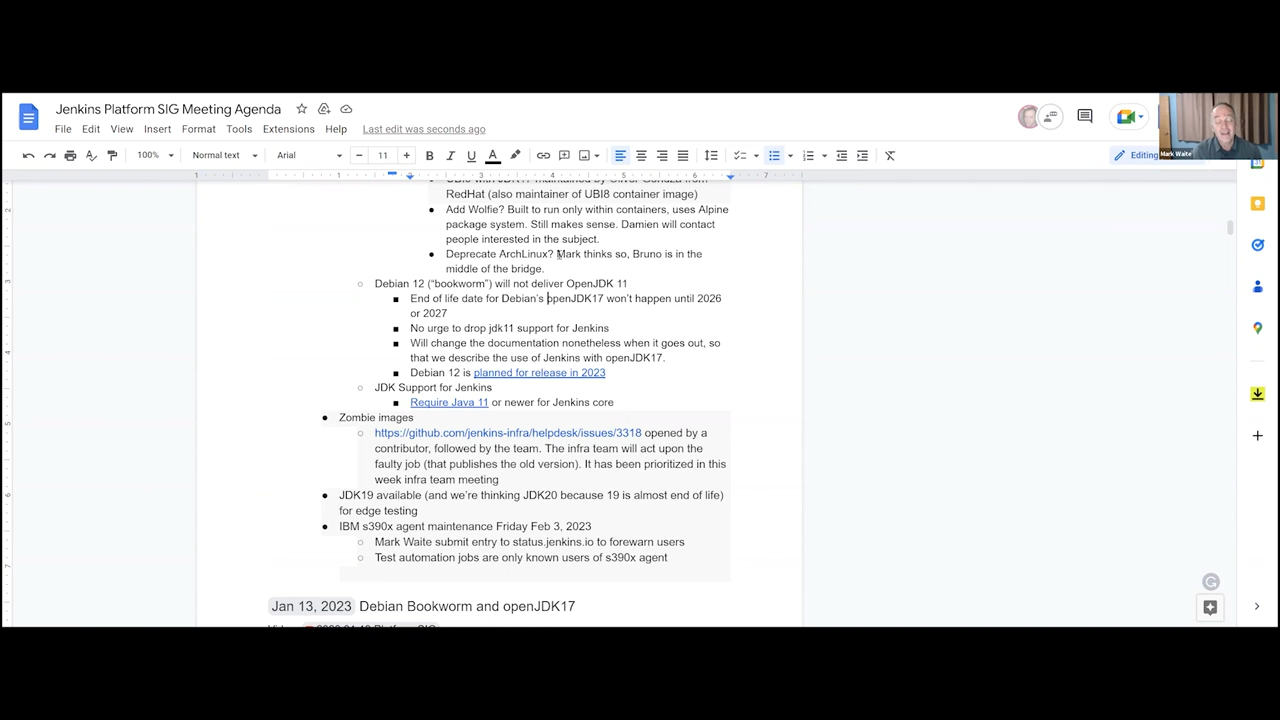 Jenkins Platform SIG Meeting Agenda
File Edit View Insert Format Tools Extensions Help Last edit was seconds ago
100% Normal text Arial 11 B I U A Editing
Mark Waite
1 1 2 3 4 5 6 7
RedHat (also maintainer of UBI8 container image)
Add Wolfie? Built to run only within containers, uses Alpine
package system. Still makes sense. Damien will contact
people interested in the subject.
Deprecate ArchLinux? Mark thinks so, Bruno is in the
middle of the bridge.
Debian 12 ("bookworm") will not deliver OpenJDK 11
End of life date for Debian's openJDK17 won't happen until 2026
or 2027
No urge to drop jdk11 support for Jenkins
Will change the documentation nonetheless when it goes out, so
that we describe the use of Jenkins with openJDK17.
Debian 12 is planned for release in 2023
JDK Support for Jenkins
Require Java 11 or newer for Jenkins core
Zombie images
https://github.com/jenkins-infra/helpdesk/issues/3318 opened by a
contributor, followed by the team. The infra team will act upon the
faulty job (that publishes the old version). It has been prioritized in this
week infra team meeting
JDK19 available (and we're thinking JDK20 because 19 is almost end of life)
for edge testing
IBM s390x agent maintenance Friday Feb 3, 2023
Mark Waite submit entry to status.jenkins.io to forewarn users
Test automation jobs are only known users of s390x agent
Jan 13, 2023 Debian Bookworm and openJDK17